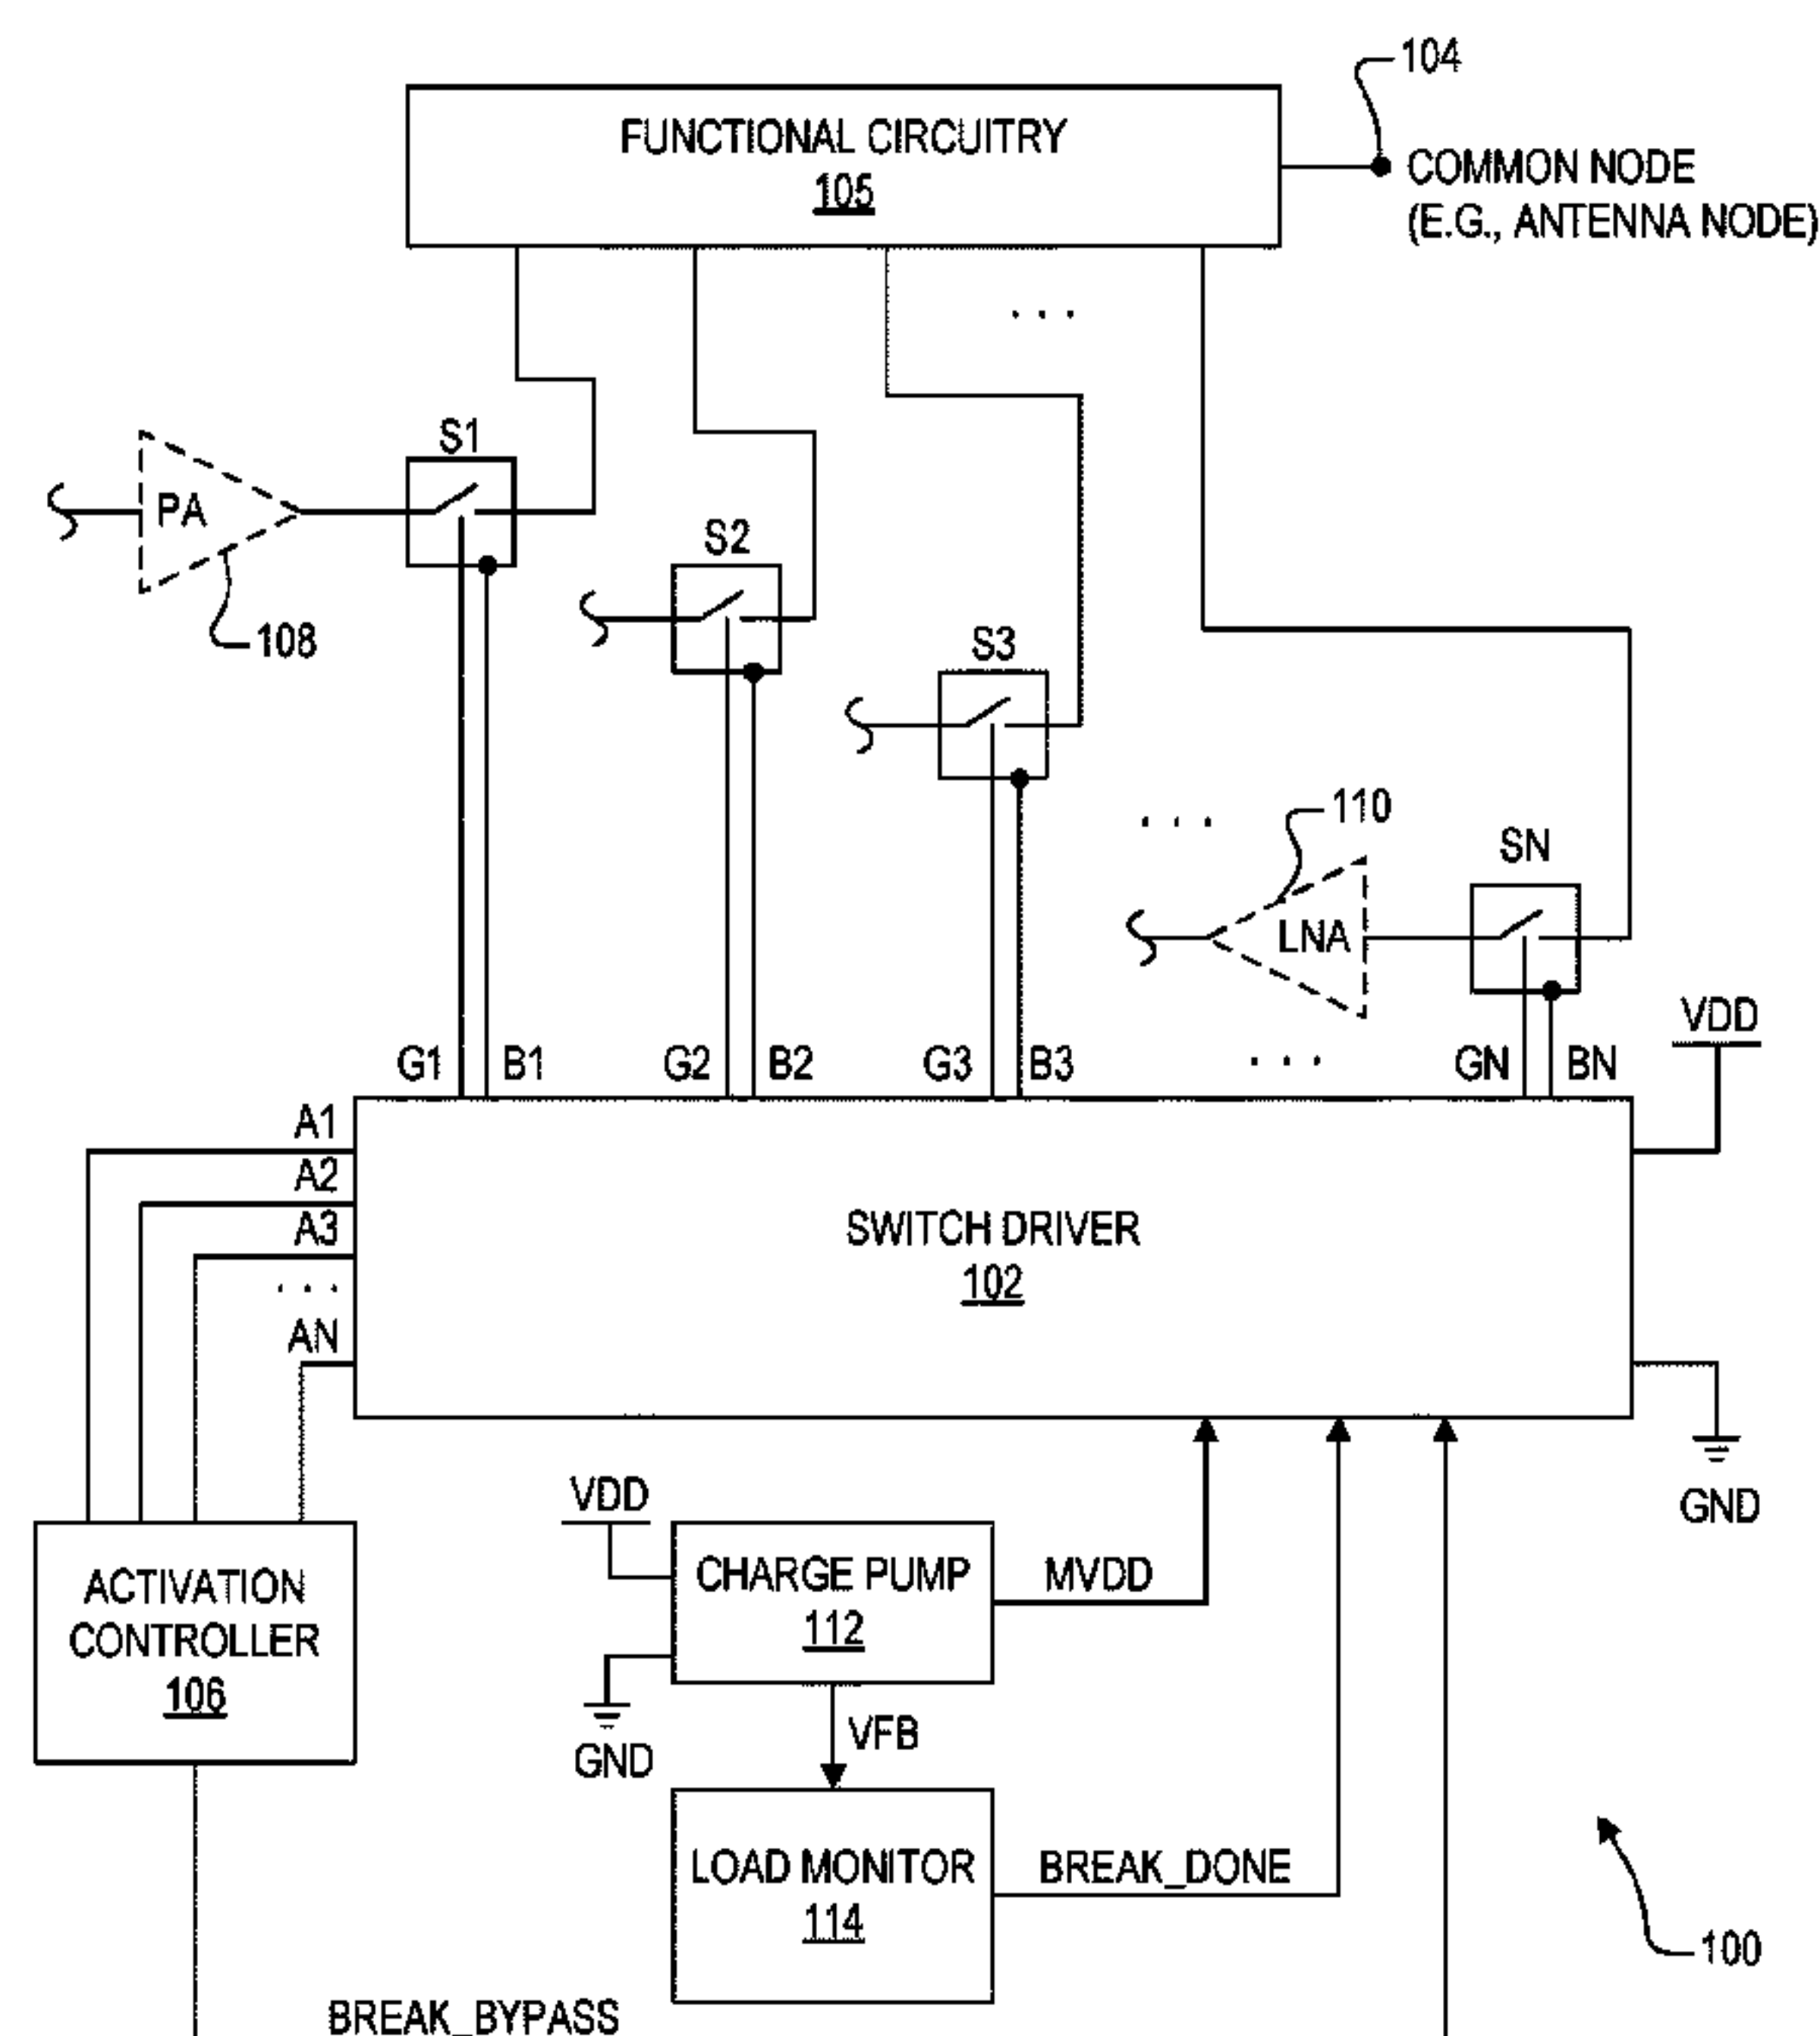 104
FUNCTIONAL CIRCUITRY
105
COMMON NODE
(E.G., ANTENNA NODE)
. . .
S1
PA
S2
108
S3
110
. . .
SN
LNA
VDD
G1
B1
G2
B2
G3
B3
. . .
GN
BN
A1
A2
A3
. . .
AN
SWITCH DRIVER
102
GND
VDD
CHARGE PUMP
112
MVDD
ACTIVATION
CONTROLLER
106
GND
VFB
LOAD MONITOR
114
BREAK_DONE
100
BREAK_BYPASS